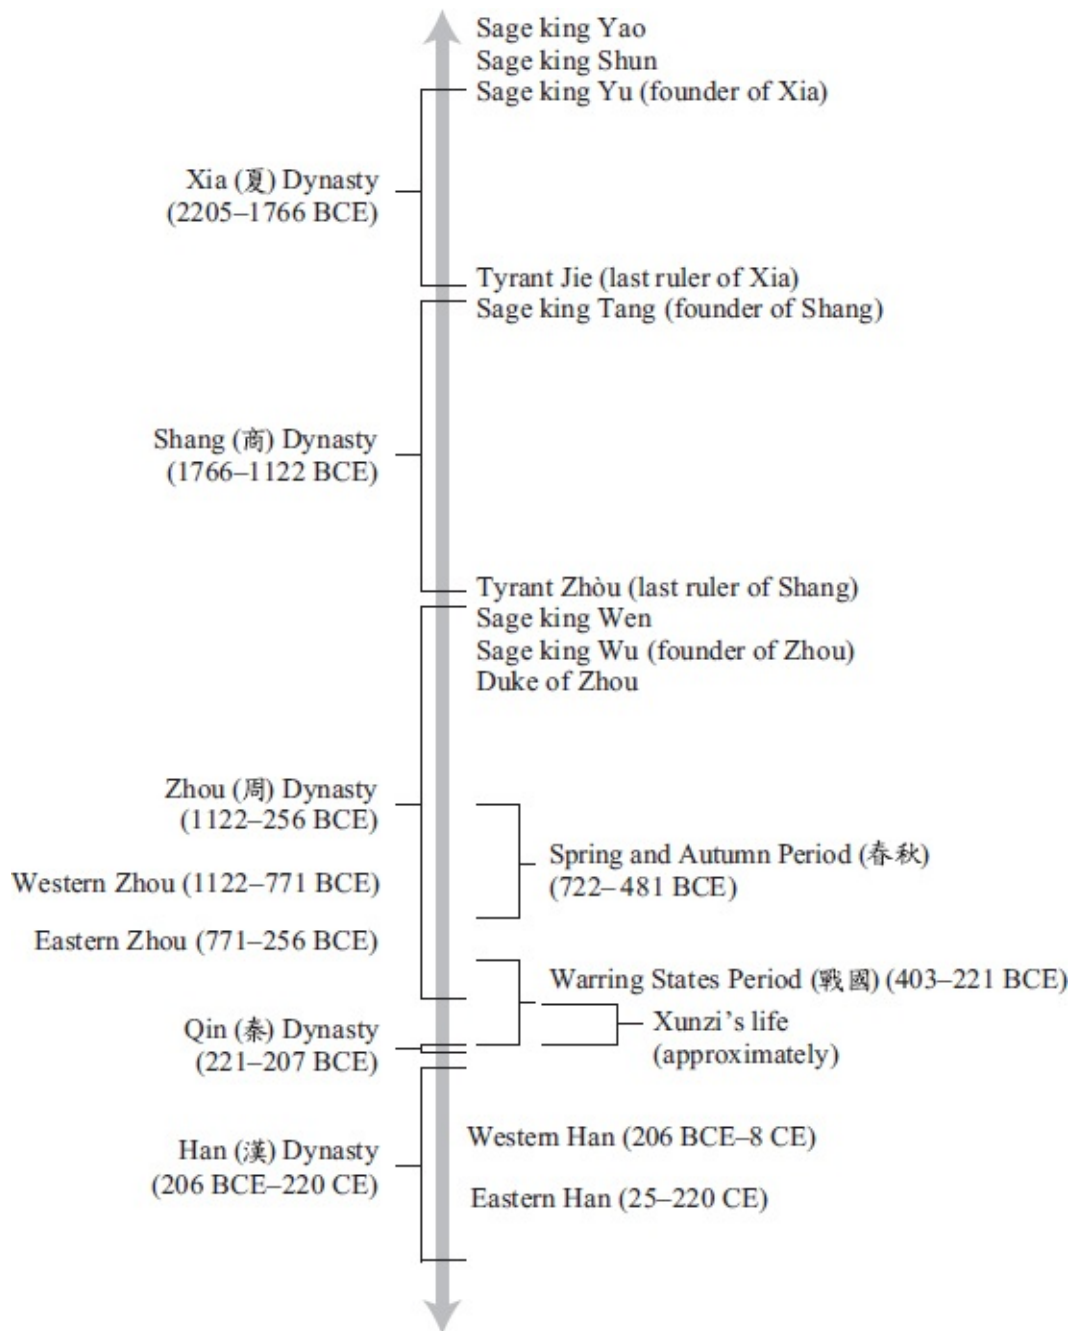 Sage king Yao
Sage king Shun
Sage king Yu (founder of Xia)
Xia (夏) Dynasty
(2205–1766 BCE)
Tyrant Jie (last ruler of Xia)
Sage king Tang (founder of Shang)
Shang (商) Dynasty
(1766–1122 BCE)
Tyrant Zhòu (last ruler of Shang)
Sage king Wen
Sage king Wu (founder of Zhou)
Duke of Zhou
Zhou (周) Dynasty
(1122–256 BCE)
Spring and Autumn Period (春秋)
(722–481 BCE)
Western Zhou (1122–771 BCE)
Eastern Zhou (771–256 BCE)
Warring States Period (戰國) (403–221 BCE)
Xunzi’s life
(approximately)
Qin (秦) Dynasty
(221–207 BCE)
Han (漢) Dynasty
(206 BCE–220 CE)
Western Han (206 BCE–8 CE)
Eastern Han (25–220 CE)